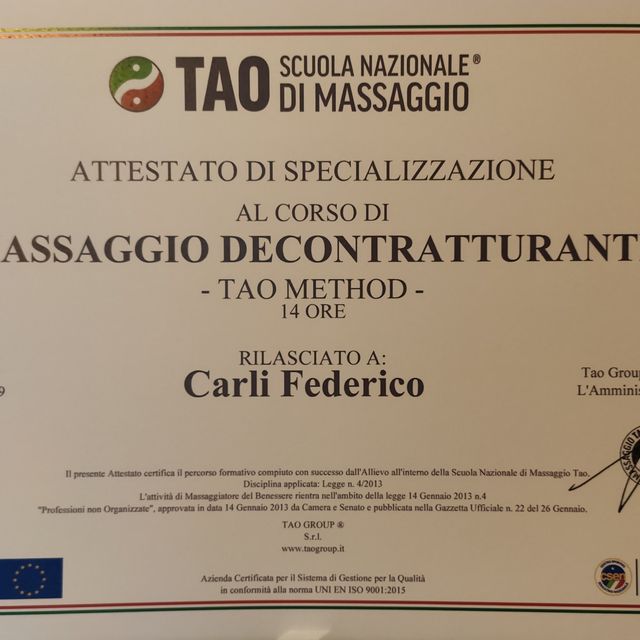 TAO SCUOLA NAZIONALE®
DI MASSAGGIO
ATTESTATO DI SPECIALIZZAZIONE
AL CORSO DI
ASSAGGIO DECONTRATTURANT
- TAO METHOD -
14 ORE
RILASCIATO A:
Carli Federico
9
Tao Group
L'Amminis
Il presente Attestato certifica il percorso formativo compiuto con successo dall'Allievo all'interno della Scuola Nazionale di Massaggio Tao.
Disciplina applicata: Legge n. 4/2013
L'attività di Massaggiatore del Benessere rientra nell'ambito della legge 14 Gennaio 2013 n.4
"Professioni non Organizzate", approvata in data 14 Gennaio 2013 da Camera e Senato e pubblicata nella Gazzetta Ufficiale n. 22 del 26 Gennaio.
TAO GROUP ®
S.r.l.
www.taogroup.it
Azienda Certificata per il Sistema di Gestione per la Qualità
in conformità alla norma UNI EN ISO 9001:2015
csen